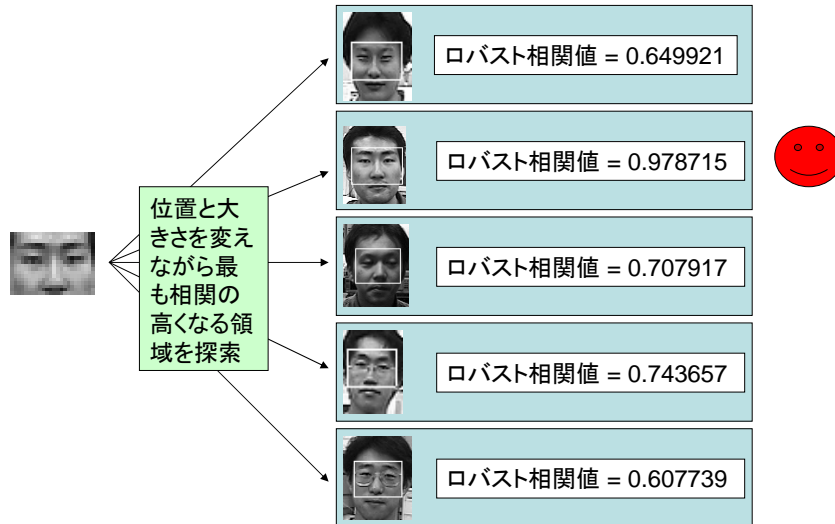 ロバスト相関値 = 0.649921
ロバスト相関値 = 0.978715
位置と大
きさを変え
ながら最
も相関の
高くなる領
域を探索
ロバスト相関値 = 0.707917
ロバスト相関値 = 0.743657
ロバスト相関値 = 0.607739